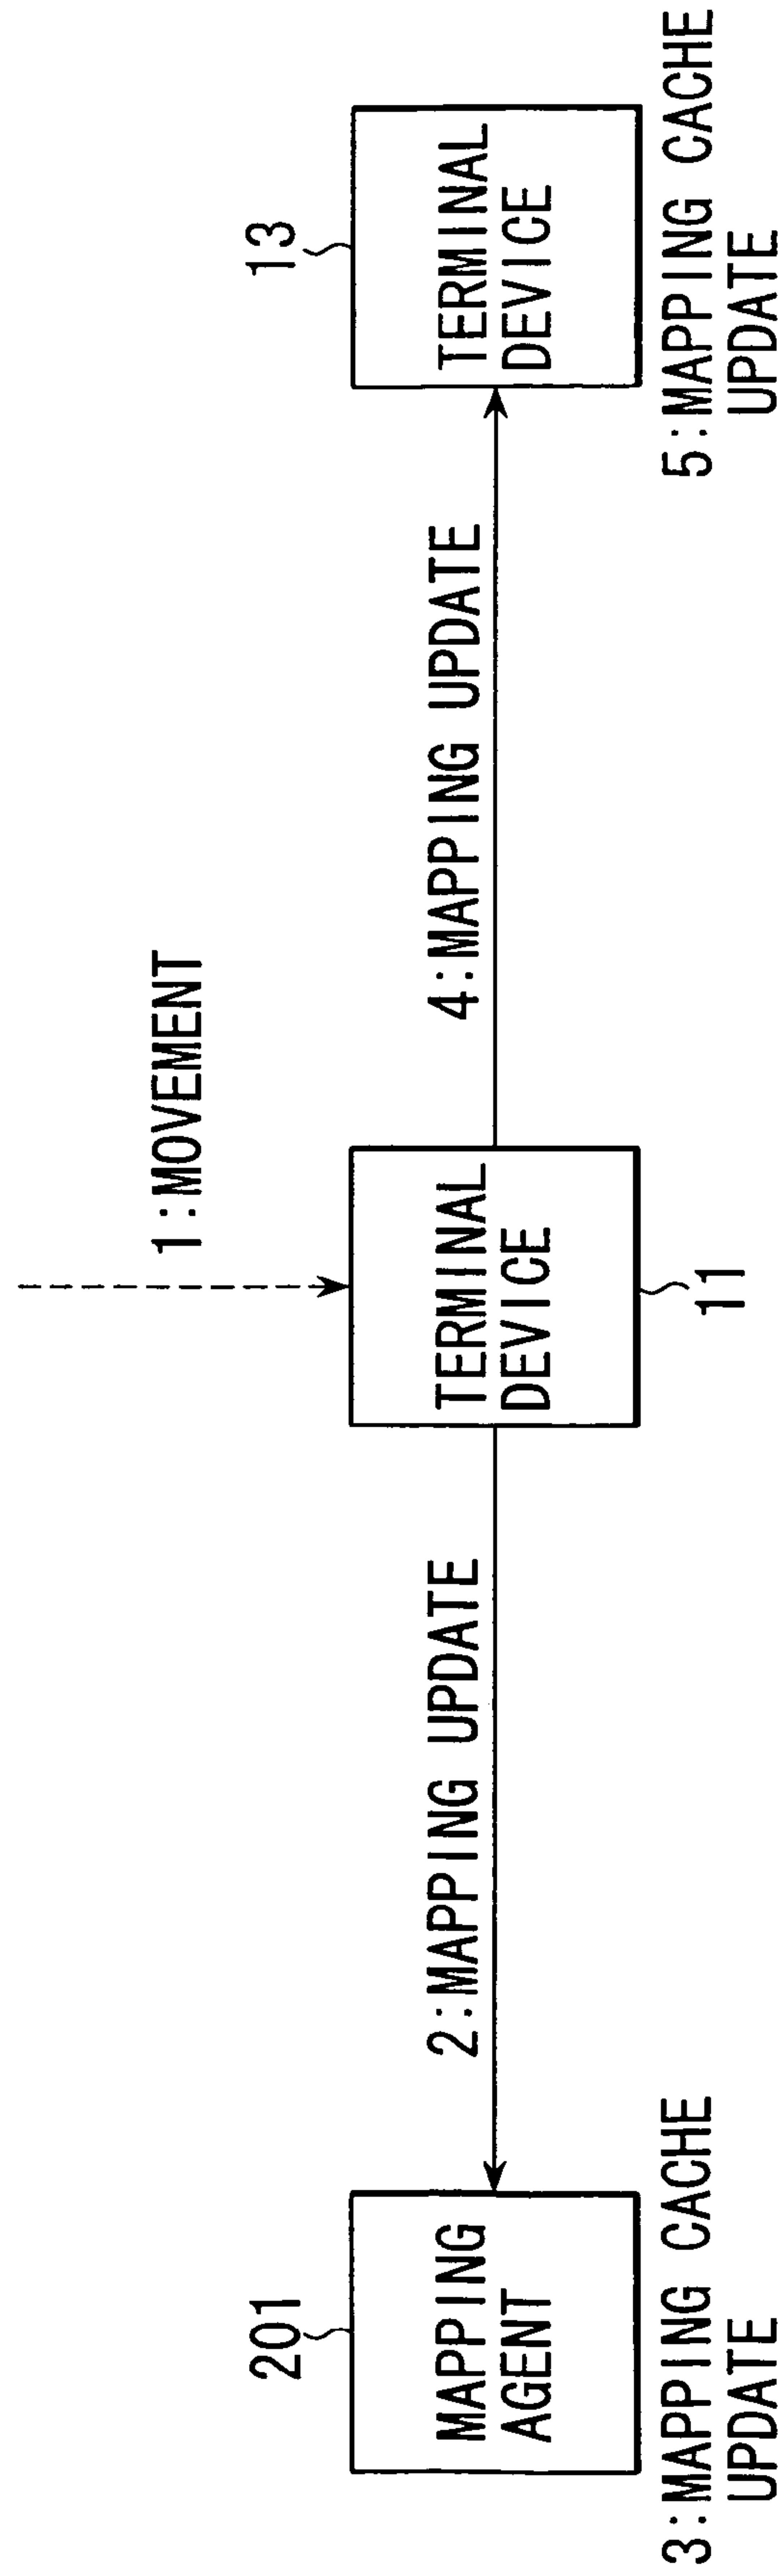 1:MOVEMENT
201
MAPPING
AGENT
3:MAPPING CACHE
UPDATE
2:MAPPING UPDATE
TERMINAL
DEVICE
11
4:MAPPING UPDATE
13
TERMINAL
DEVICE
5:MAPPING CACHE
UPDATE